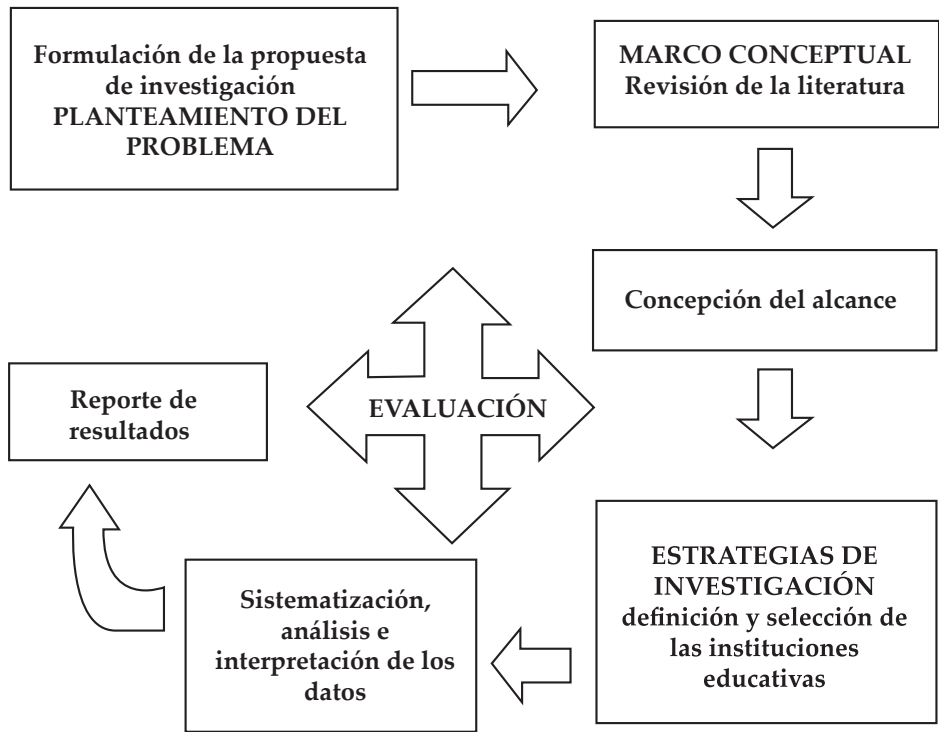 Formulación de la propuesta
de investigación
PLANTEAMIENTO DEL
PROBLEMA
MARCO CONCEPTUAL
Revisión de la literatura
Concepción del alcance
EVALUACIÓN
Reporte de
resultados
ESTRATEGIAS DE
INVESTIGACIÓN
definición y selección de
las instituciones
educativas
Sistematización,
análisis e
interpretación de los
datos